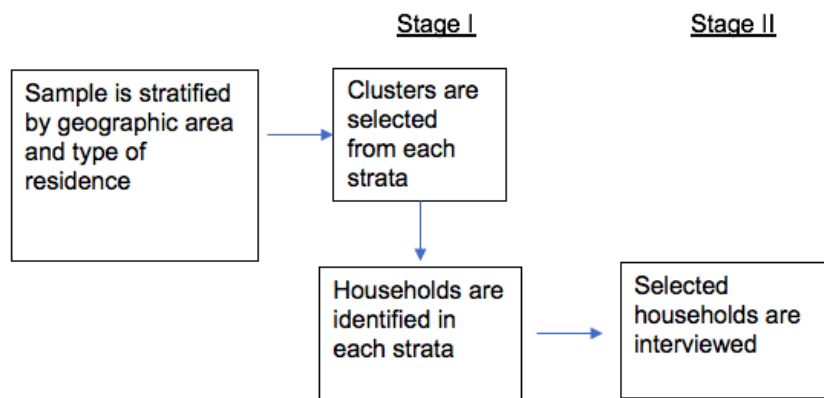 Stage I
Stage II
Sample is stratified
by geographic area
and type of
residence
Clusters are
selected
from each
strata
Households are
identified in
each strata
Selected
households are
interviewed